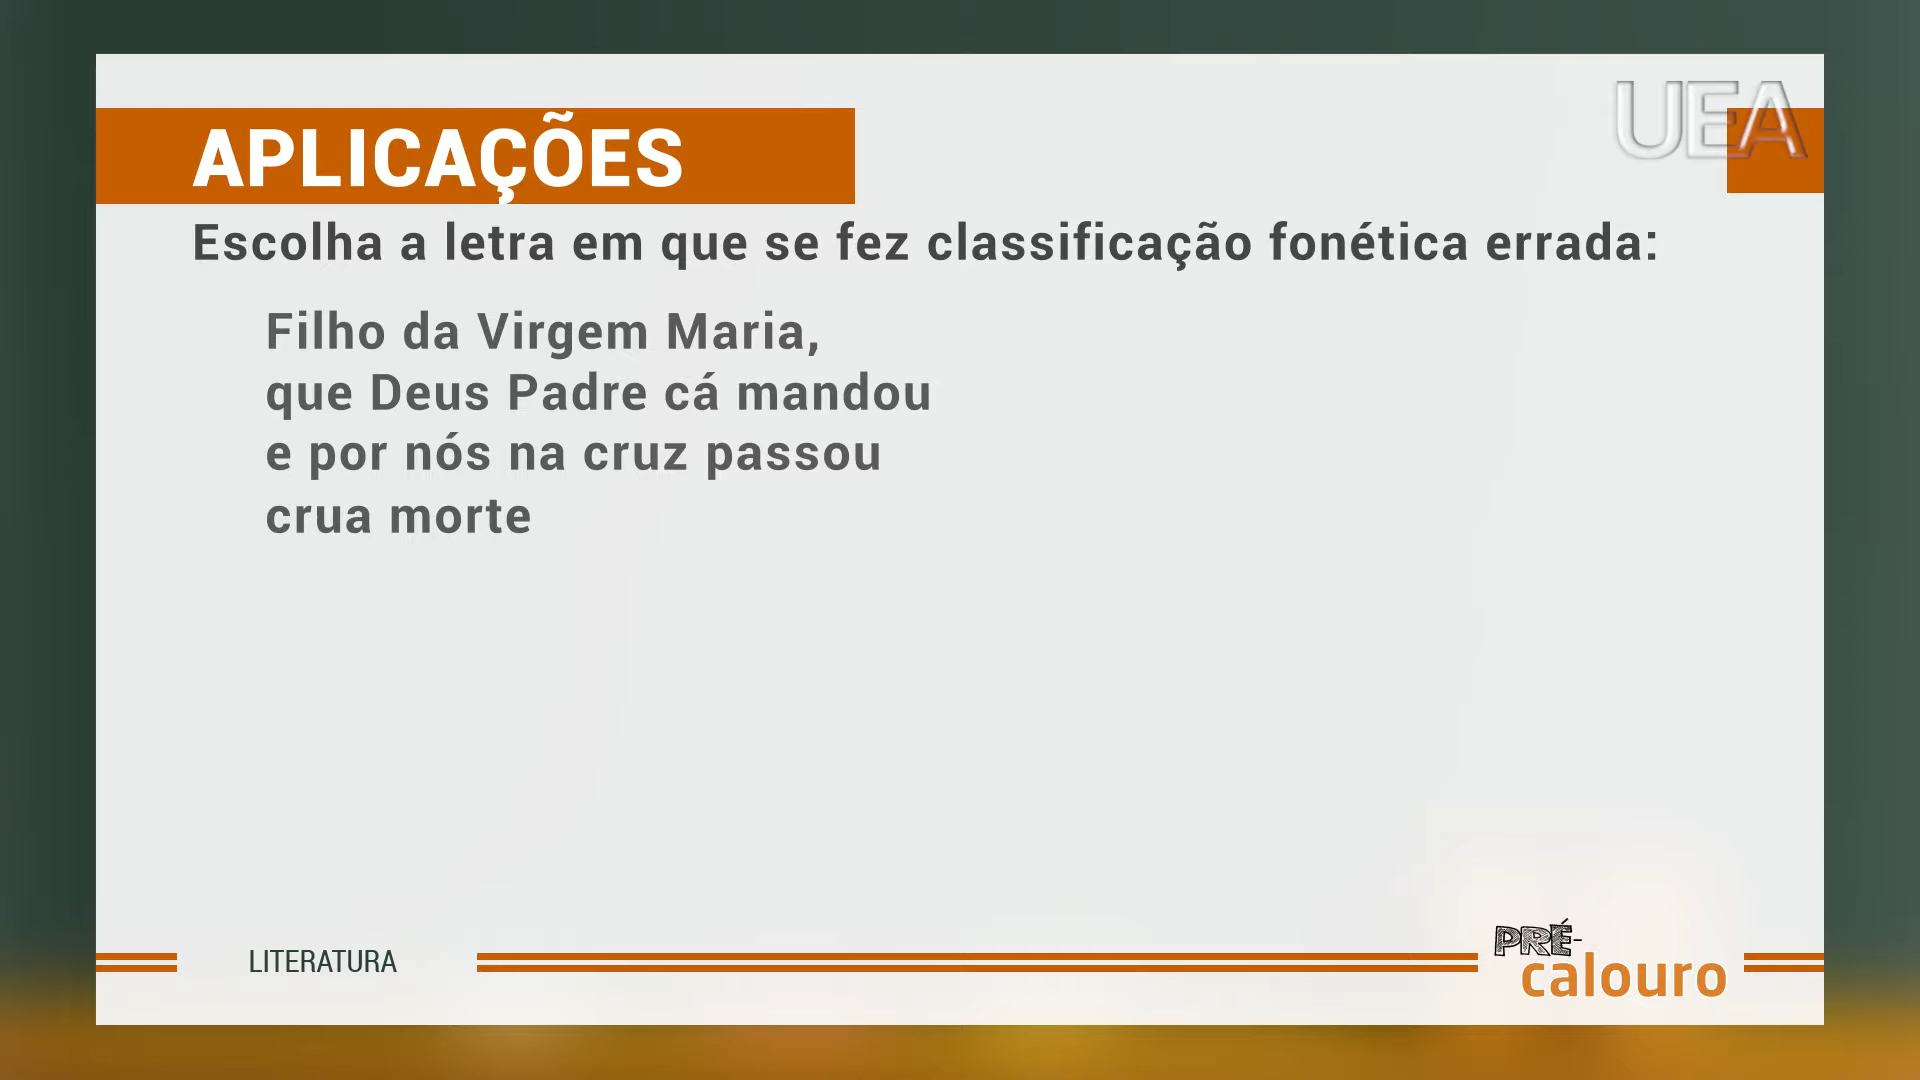 UEA
APLICAÇÕES
Escolha a letra em que se fez classificação fonética errada:
Filho da Virgem Maria,
que Deus Padre cá mandou
e por nós na cruz passou
crua morte
LITERATURA
PRÉ-
calouro